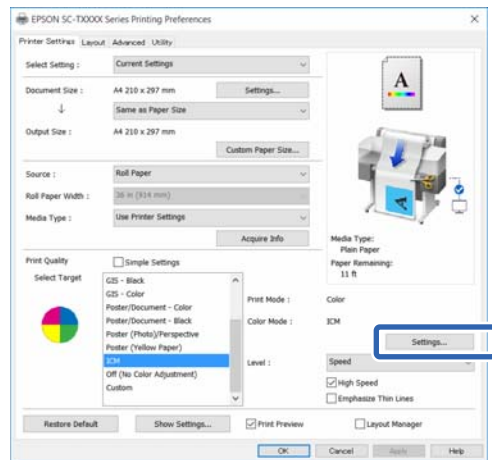 EPSON SC-TXXXX Series Printing Preferences
Printer Settings Layout Advanced Utility
Select Setting : Current Settings
Document Size : A4 210 x 297 mm Settings...
Same as Paper Size
Output Size : A4 210 x 297 mm
Custom Paper Size...
Source : Roll Paper
Roll Paper Width : 36 in (914 mm)
Media Type : Use Printer Settings
Acquire Info
A
Media Type:
Plain Paper
Paper Remaining:
11 ft
Print Quality Simple Settings
Select Target
GIS - Black
GIS - Color
Poster/Document - Color
Poster/Document - Black
Poster (Photo)/Perspective
Poster (Yellow Paper)
ICM
Off (No Color Adjustment)
Custom
Print Mode : Color
Color Mode : ICM
Settings...
Level : Speed
High Speed
Emphasize Thin Lines
Restore Default Show Settings... Print Preview Layout Manager
OK Cancel Apply Help